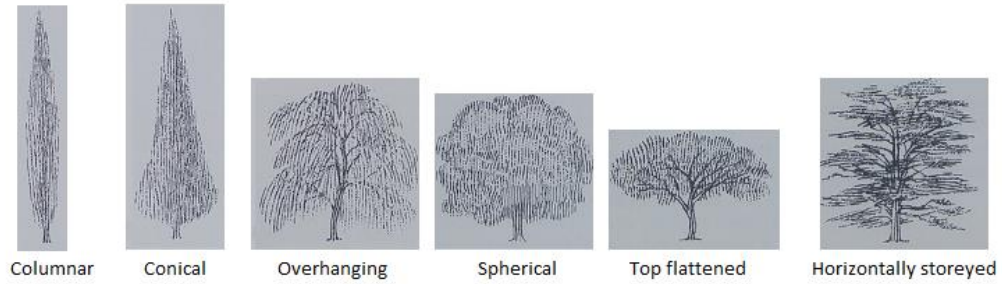 Columnar
Conical
Overhanging
Spherical
Top flattened
Horizontally storeyed